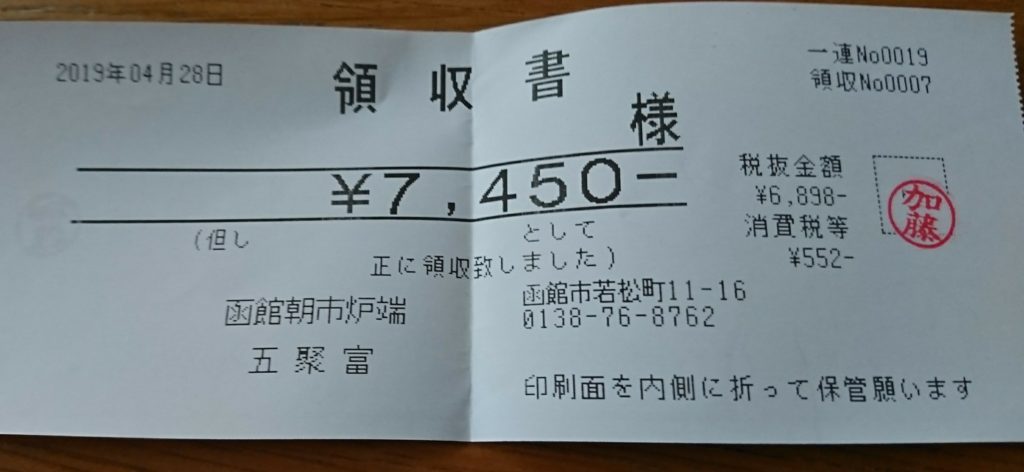 2019年04月28日
領収書
一連No0019
領収No0007
様
¥7,450-
税抜金額
¥6,898-
消費税等
¥552-
加藤
(但し として
正に領収致しました)
函館朝市炉端
五聚富
函館市若松町11-16
0138-76-8762
印刷面を内側に折って保管願います